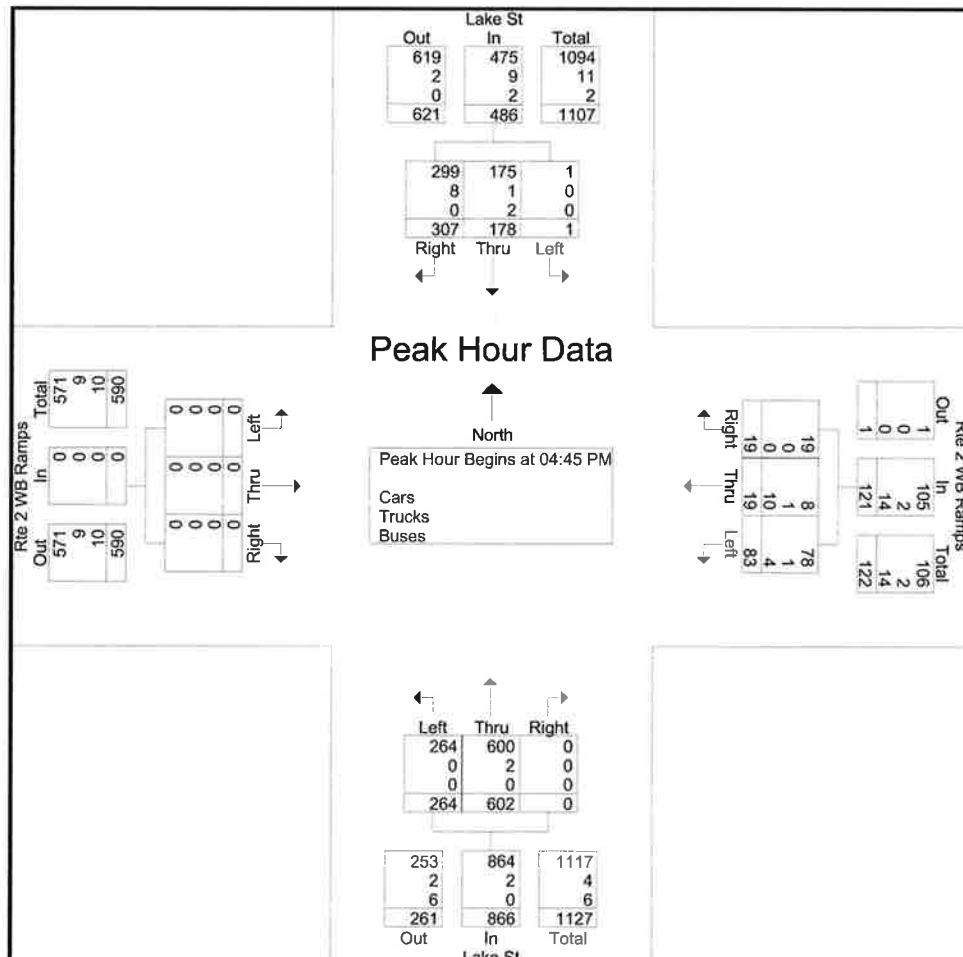 Lake St
Out In Total
619 475 1094
2 9 11
0 2 2
621 486 1107
299 175 1
8 1 0
0 2 0
307 178 1
Right Thru Left
Peak Hour Data
North
Peak Hour Begins at 04:45 PM
Cars
Trucks
Buses
Rte 2 WB Ramps
Total In Out
571 0 571
9 0 9
10 0 10
590 0 590
Left Thru Right
0 0 0
0 0 0
0 0 0
0 0 0
Rte 2 WB Ramps
Out In Total
1 105 106
0 2 2
0 14 14
1 121 122
Right Thru Left
19 8 78
0 1 1
0 10 4
19 19 83
Left Thru Right
264 600 0
0 2 0
0 0 0
264 602 0
253 864 1117
2 2 4
6 0 6
261 866 1127
Out In Total
Lake St